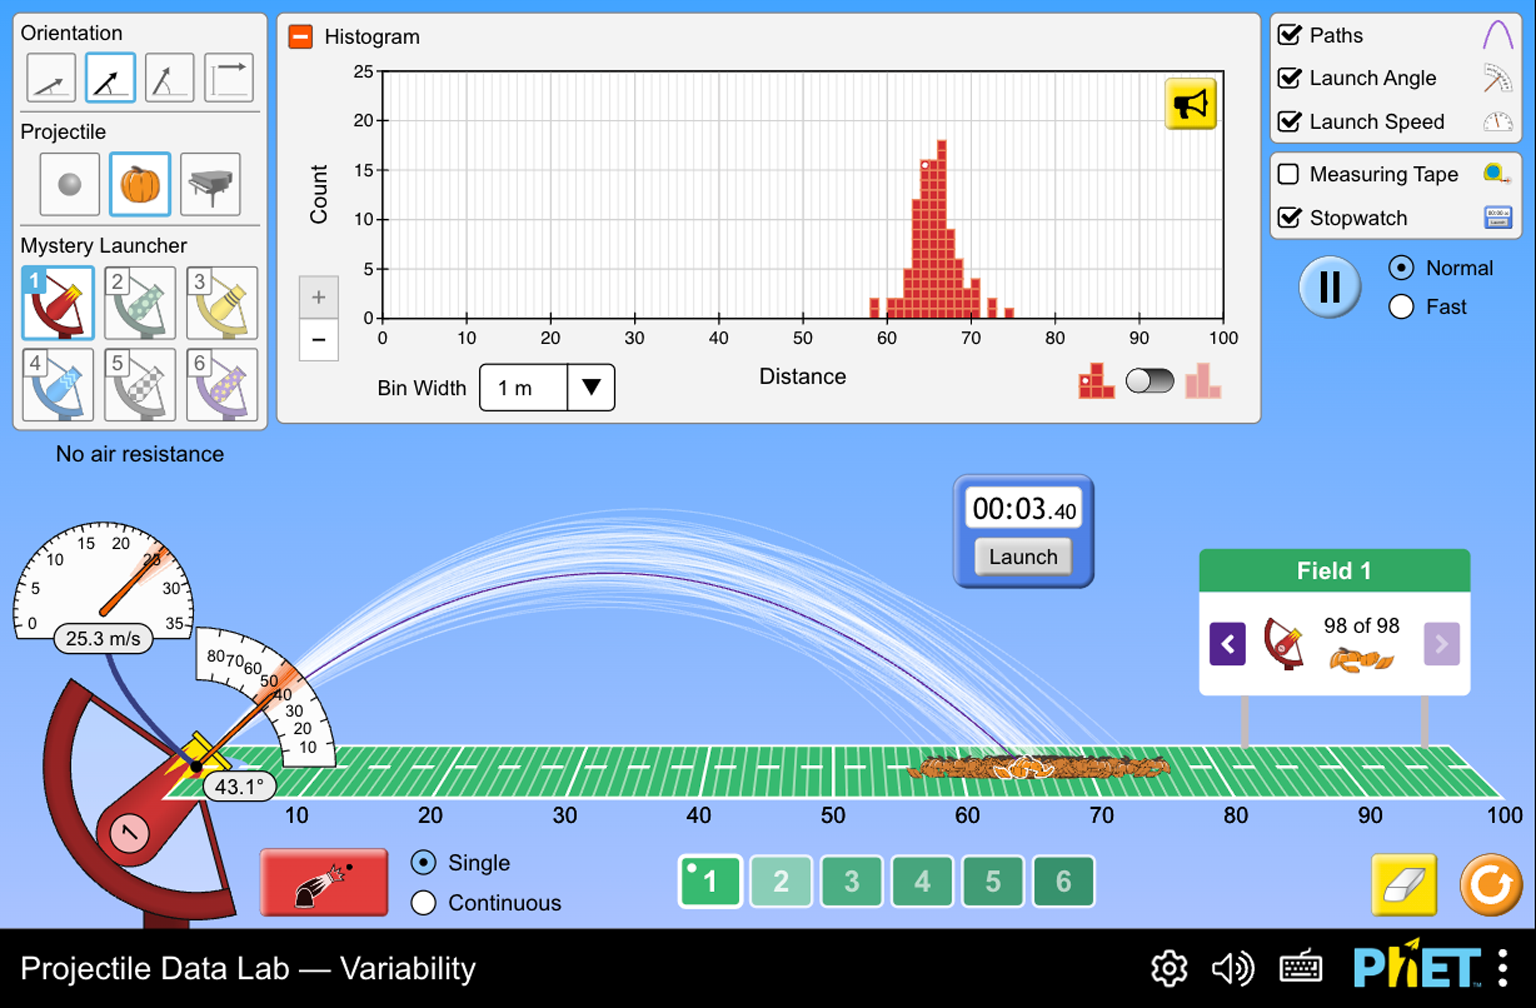 Orientation
Projectile
Mystery Launcher
1
2
3
4
5
6
No air resistance
Histogram
Count
25
20
15
10
5
0
0 10 20 30 40 50 60 70 80 90 100
Distance
+
−
Bin Width
1 m
Paths
Launch Angle
Launch Speed
Measuring Tape
Stopwatch
Normal
Fast
00:03.40
Launch
Field 1
98 of 98
0 5 10 15 20 25 30 35
25.3 m/s
80 70 60 50 40 30 20 10
43.1°
1
10 20 30 40 50 60 70 80 90 100
Single
Continuous
1 2 3 4 5 6
Projectile Data Lab — Variability
PhET